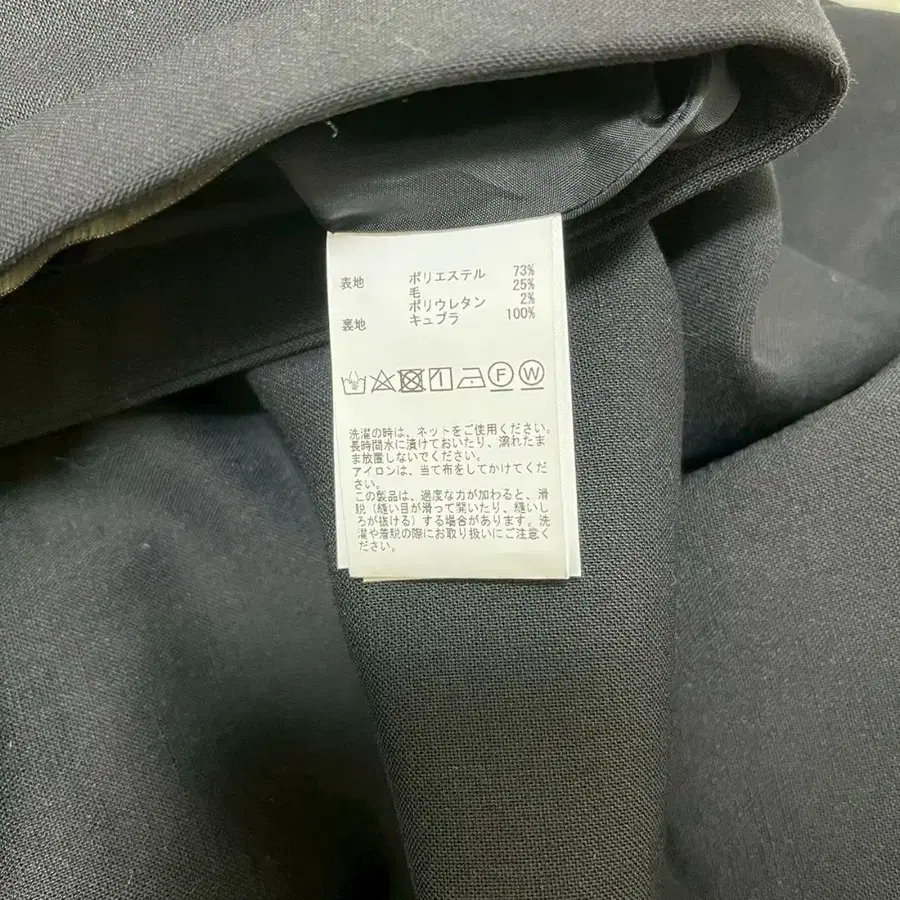 表地 ポリエステル 73%
毛 25%
ポリウレタン 2%
裏地 キュプラ 100%
F W
洗濯の時は、ネットをご使用ください。
長時間水に漬けておいたり、濡れたま
ま放置しないでください。
アイロンは、当て布をしてかけてくだ
さい。
この製品は、過度な力が加わると、滑
脱（縫い目が滑って開いたり、縫いし
ろが抜ける）する場合があります。洗
濯や着脱の際にお取り扱いにご注意く
ださい。